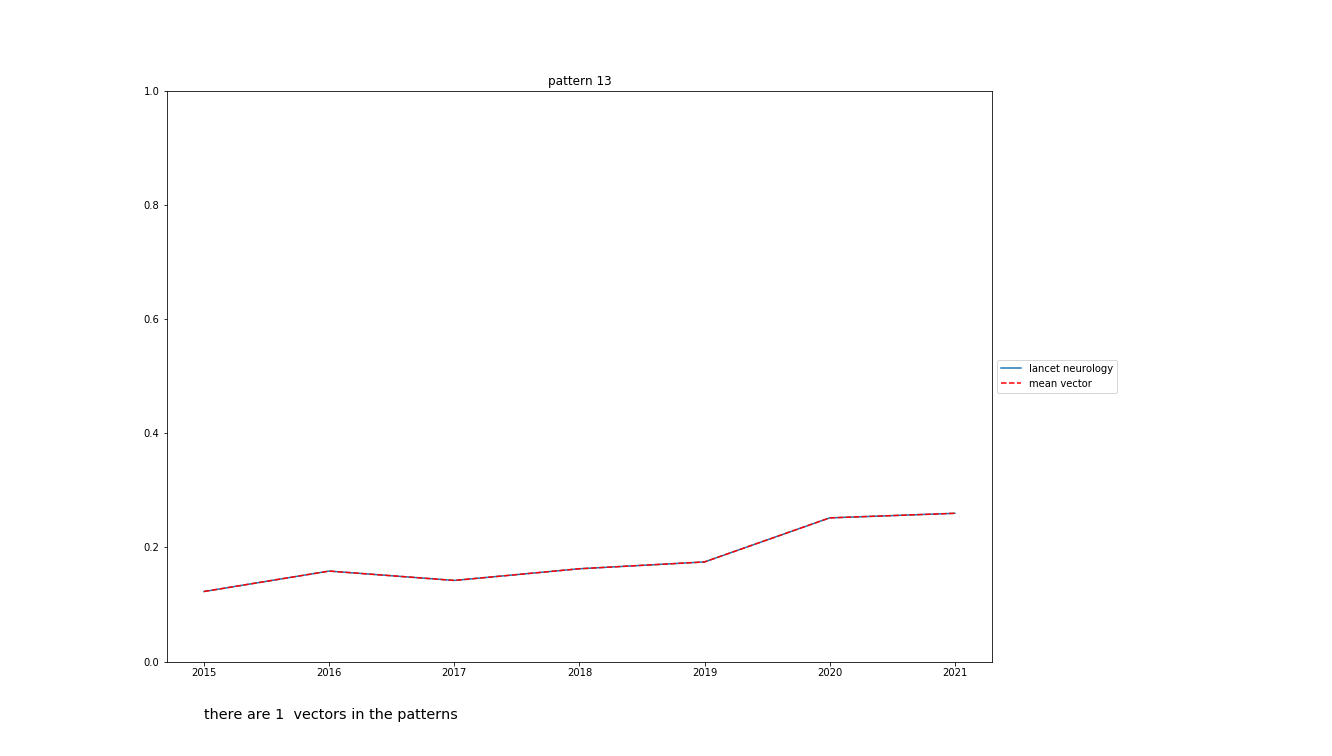 pattern 13
1.0
0.8
0.6
0.4
0.2
0.0
2015 2016 2017 2018 2019 2020 2021
lancet neurology
mean vector
there are 1  vectors in the patterns